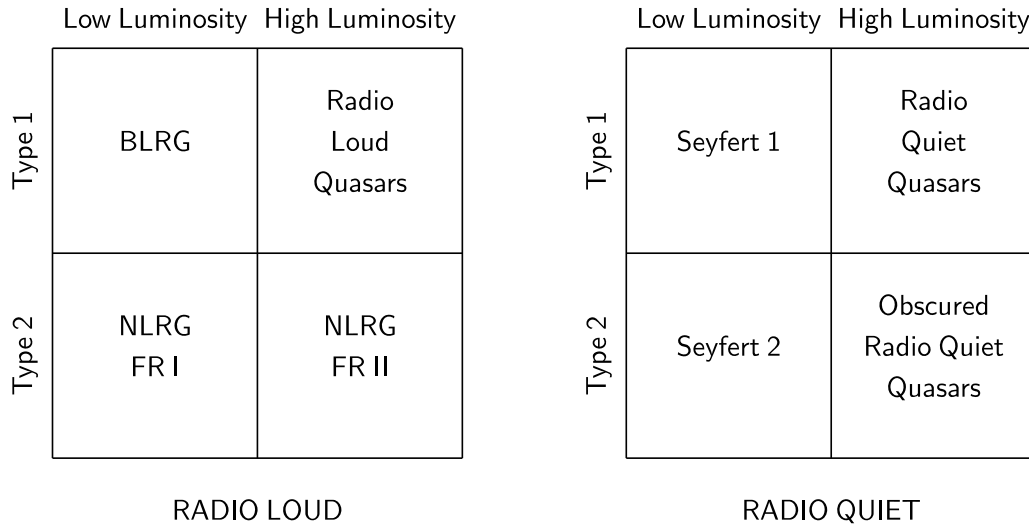 Low Luminosity High Luminosity
Type 1
BLRG
Radio
Loud
Quasars
Type 2
NLRG
FR I
NLRG
FR II
RADIO LOUD
Low Luminosity High Luminosity
Type 1
Seyfert 1
Radio
Quiet
Quasars
Type 2
Seyfert 2
Obscured
Radio Quiet
Quasars
RADIO QUIET